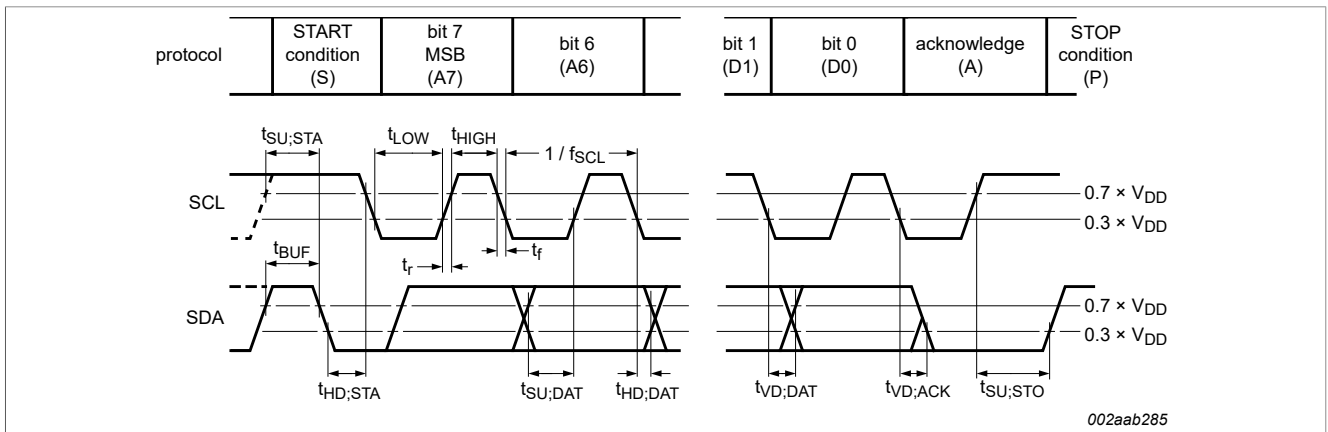 protocol
START
condition
(S)
bit 7
MSB
(A7)
bit 6
(A6)
bit 1
(D1)
bit 0
(D0)
acknowledge
(A)
STOP
condition
(P)
tSU;STA
tLOW
tHIGH
1 / fSCL
SCL
0.7 × VDD
0.3 × VDD
tBUF
tr
tf
SDA
0.7 × VDD
0.3 × VDD
tHD;STA
tSU;DAT
tHD;DAT
tVD;DAT
tVD;ACK
tSU;STO
002aab285